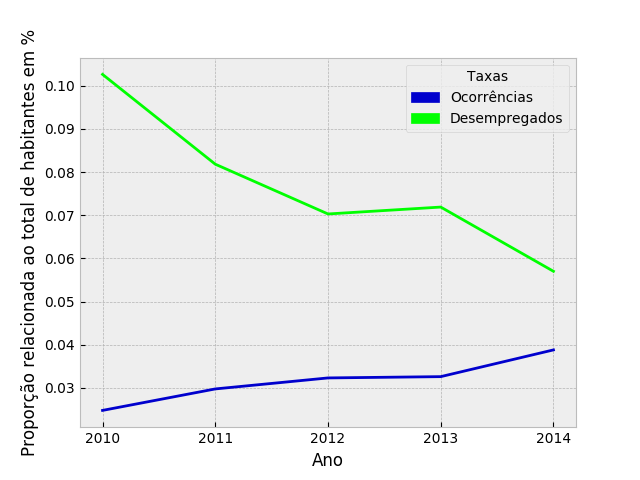 Proporção relacionada ao total de habitantes em %
0.10
0.09
0.08
0.07
0.06
0.05
0.04
0.03
Taxas
Ocorrências
Desempregados
2010 2011 2012 2013 2014
Ano